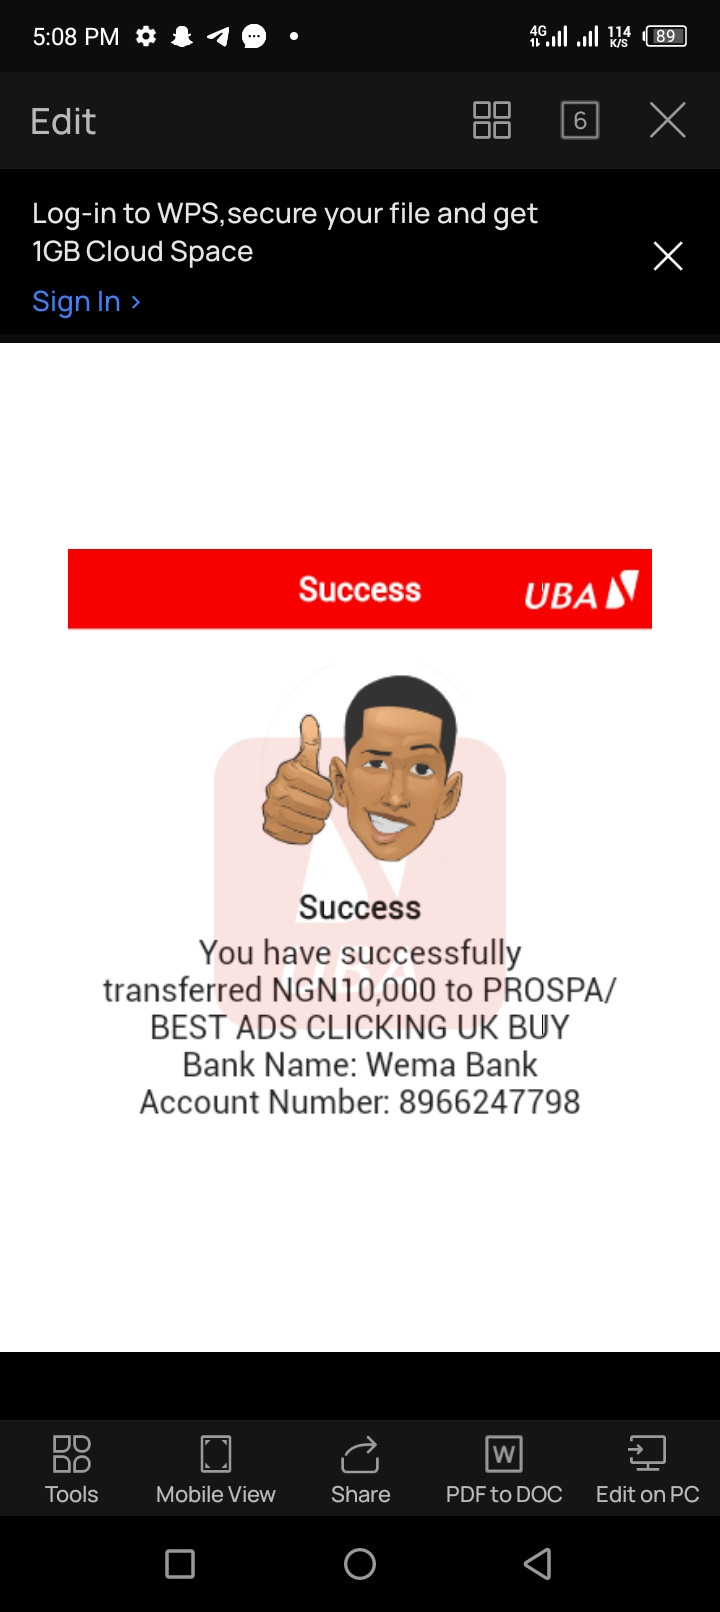 5:08 PM 4G 114 K/S 89
Edit 6
Log-in to WPS,secure your file and get
1GB Cloud Space
Sign In >
Success UBA
UBA
Success
You have successfully
transferred NGN10,000 to PROSPA/
BEST ADS CLICKING UK BUY
Bank Name: Wema Bank
Account Number: 8966247798
W
Tools Mobile View Share PDF to DOC Edit on PC